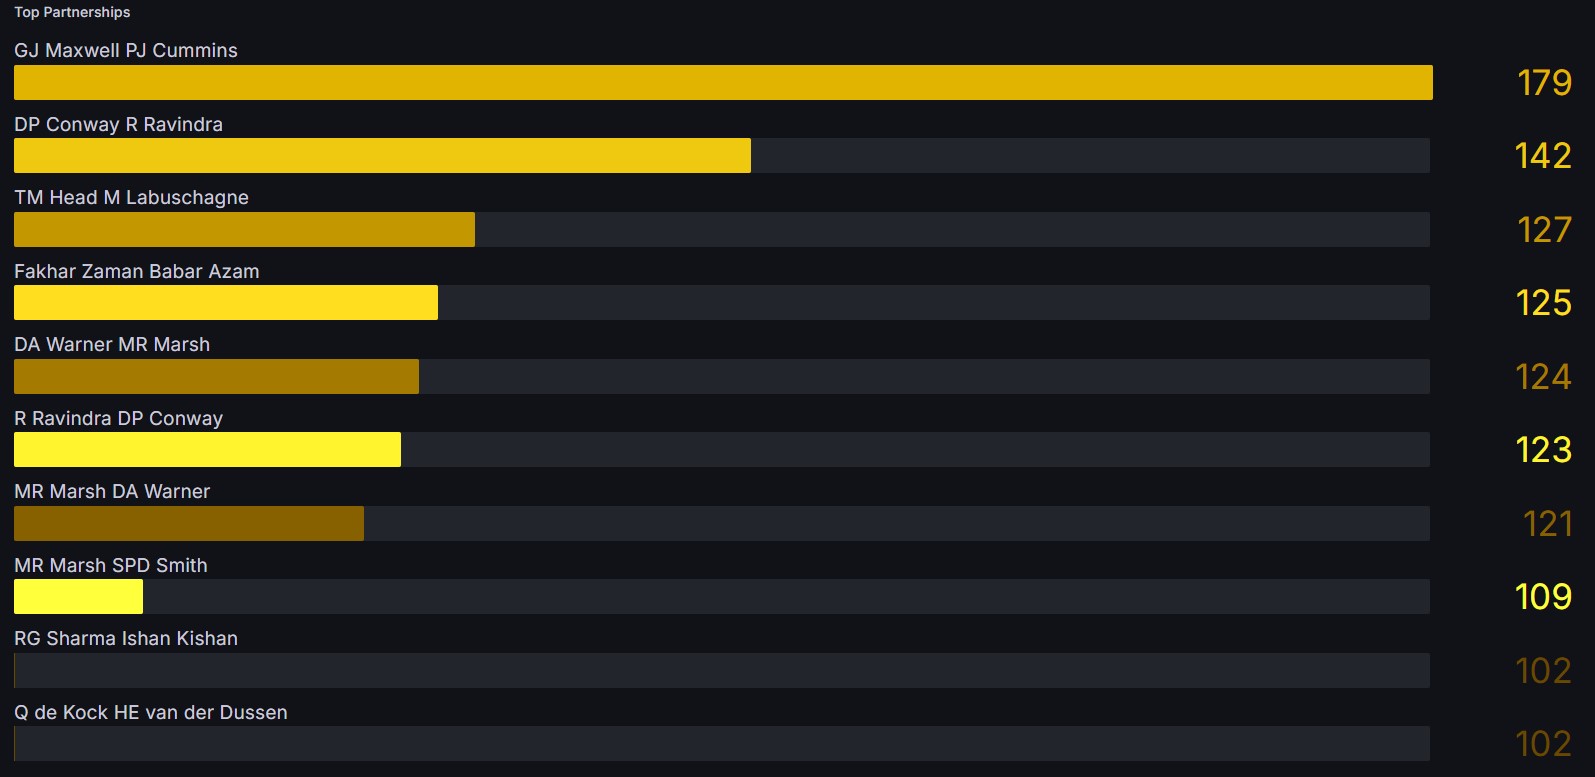 Top Partnerships
GJ Maxwell PJ Cummins
179
DP Conway R Ravindra
142
TM Head M Labuschagne
127
Fakhar Zaman Babar Azam
125
DA Warner MR Marsh
124
R Ravindra DP Conway
123
MR Marsh DA Warner
121
MR Marsh SPD Smith
109
RG Sharma Ishan Kishan
102
Q de Kock HE van der Dussen
102